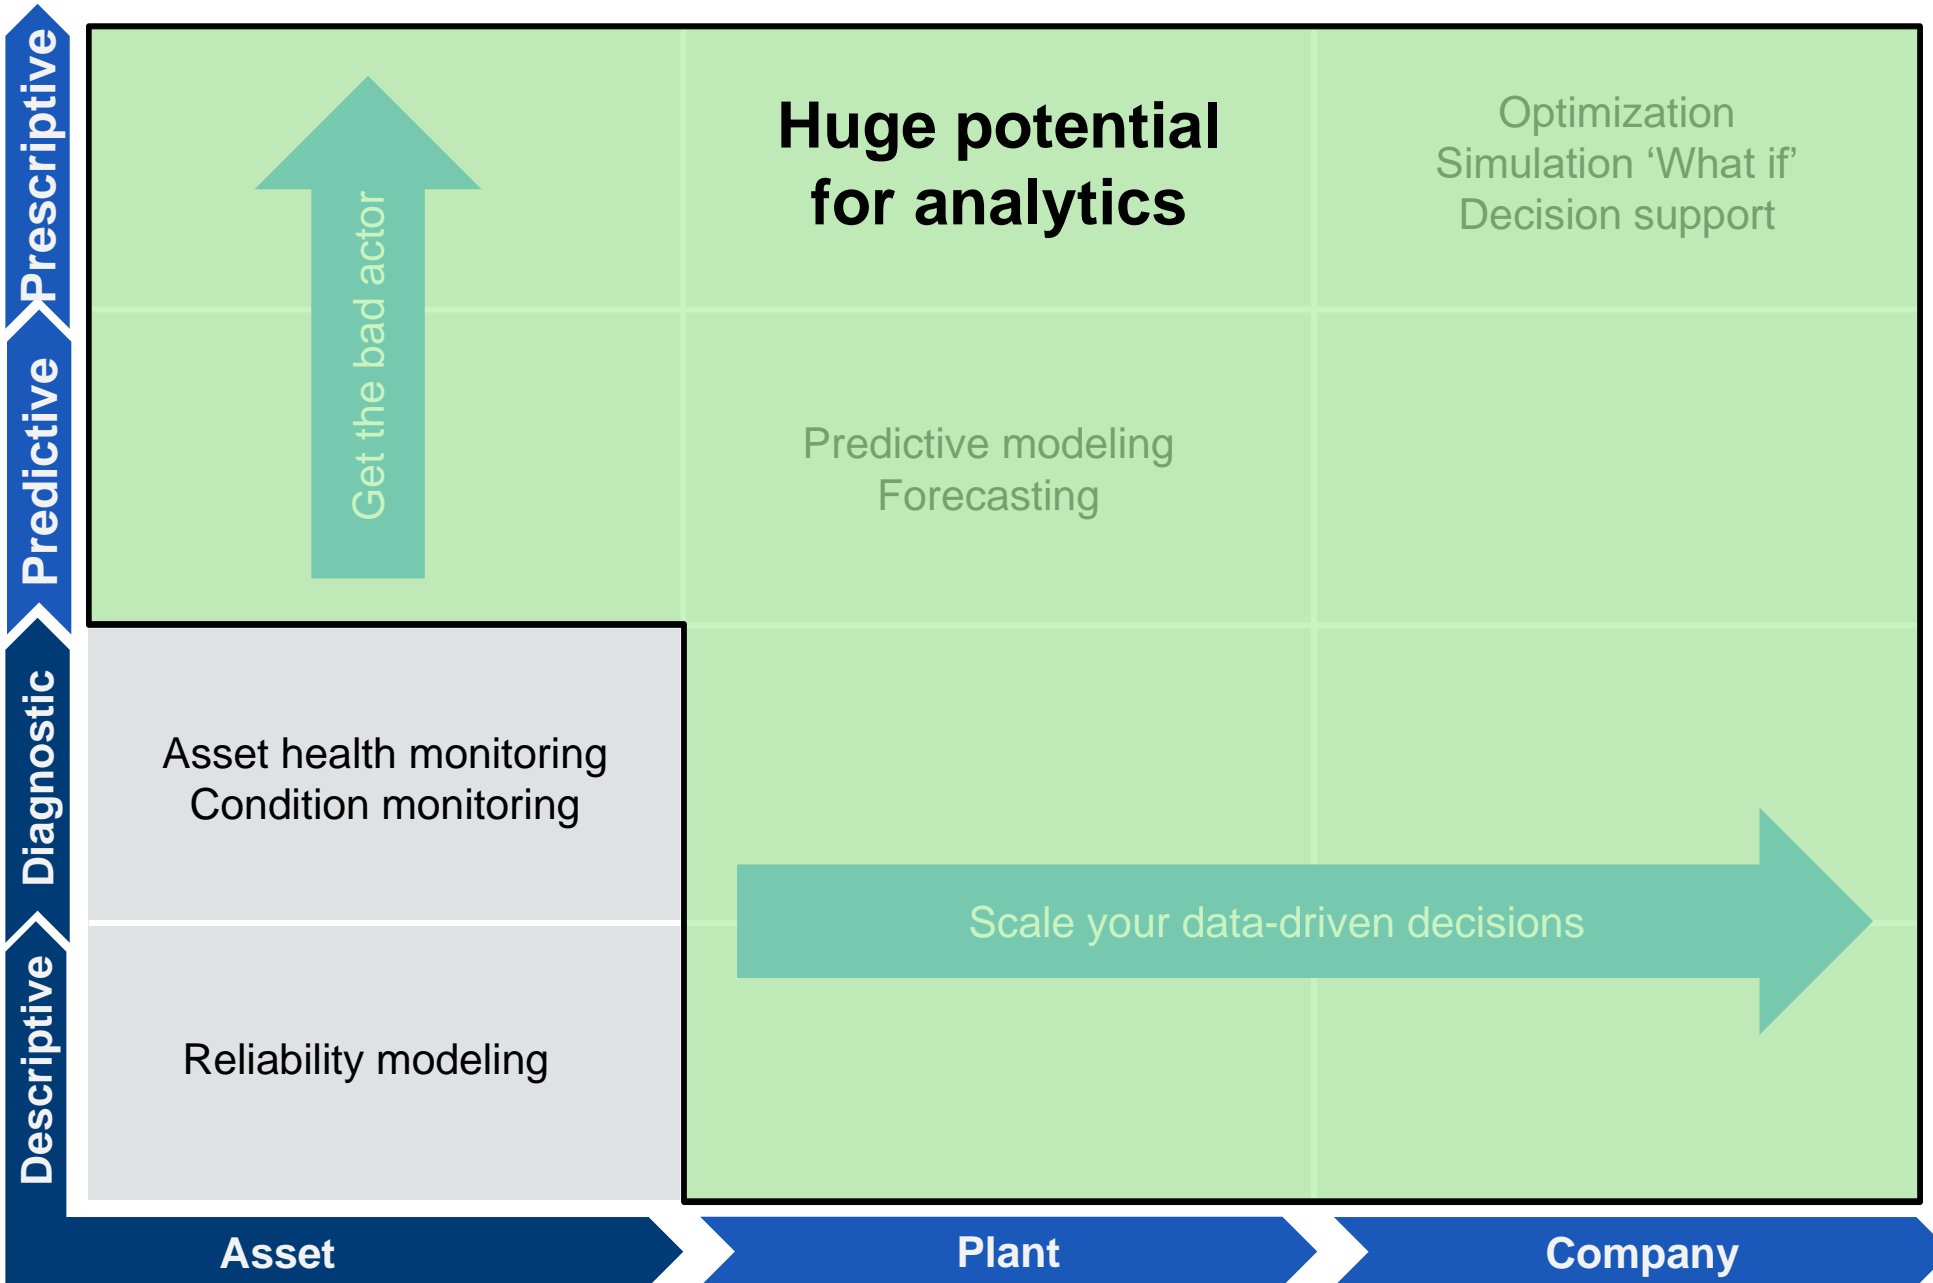 Prescriptive
Predictive
Diagnostic
Descriptive
Get the bad actor
Huge potential
for analytics
Optimization
Simulation ‘What if’
Decision support
Predictive modeling
Forecasting
Asset health monitoring
Condition monitoring
Scale your data-driven decisions
Reliability modeling
Asset
Plant
Company